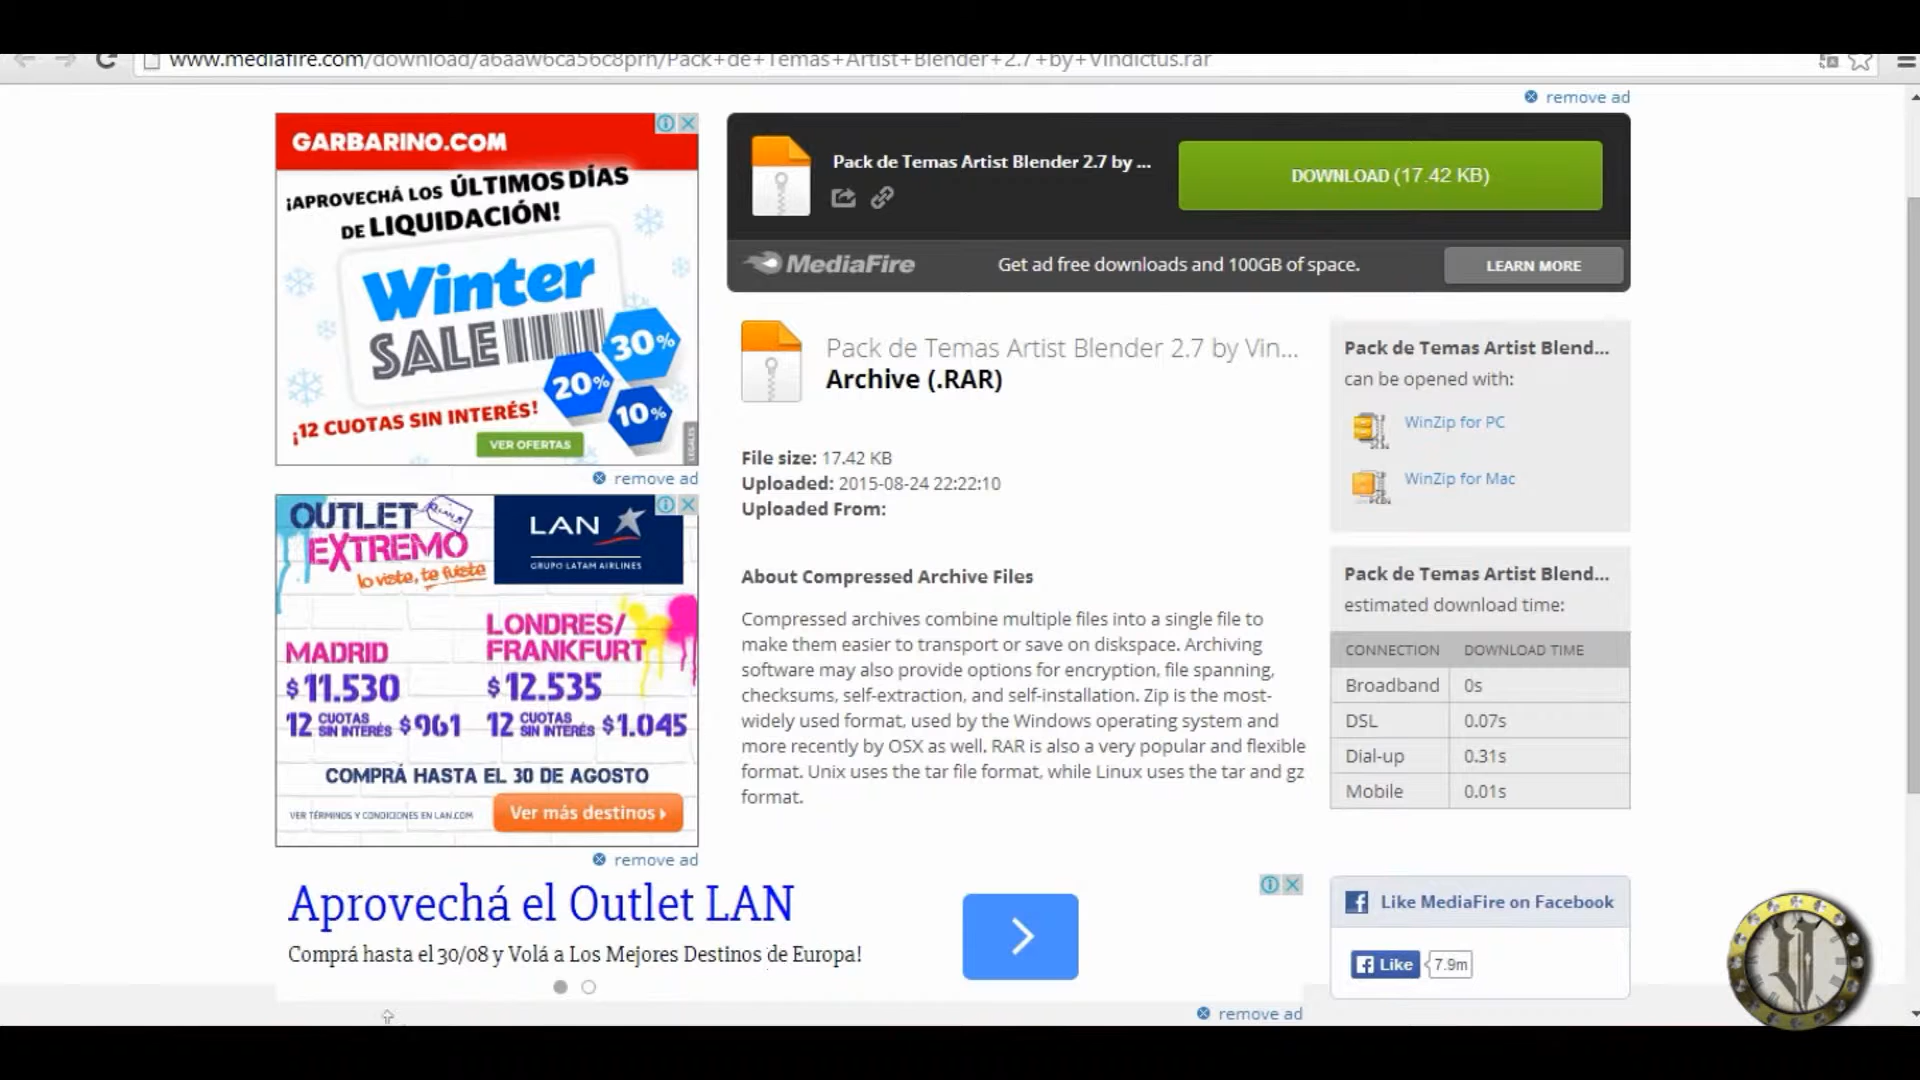 www.mediafire.com/download/a6aaw6ca56c8prh/Pack+de+Temas+Artist+Blender+2.7+by+Vindictus.rar
remove ad
GARBARINO.COM
¡APROVECHÁ LOS ÚLTIMOS DÍAS
DE LIQUIDACIÓN!
Winter
SALE
30%
20%
10%
¡12 CUOTAS SIN INTERÉS!
VER OFERTAS
LEGALES
remove ad
OUTLET
EXTREMO
lo viste, te fuiste
LAN
GRUPO LATAM AIRLINES
MADRID
$11.530
12 CUOTAS SIN INTERÉS $961
LONDRES/
FRANKFURT
$12.535
12 CUOTAS SIN INTERÉS $1.045
COMPRÁ HASTA EL 30 DE AGOSTO
VER TÉRMINOS Y CONDICIONES EN LAN.COM
Ver más destinos
remove ad
Pack de Temas Artist Blender 2.7 by ...
DOWNLOAD (17.42 KB)
MediaFire
Get ad free downloads and 100GB of space.
LEARN MORE
Pack de Temas Artist Blender 2.7 by Vin...
Archive (.RAR)
File size: 17.42 KB
Uploaded: 2015-08-24 22:22:10
Uploaded From:
About Compressed Archive Files
Compressed archives combine multiple files into a single file to
make them easier to transport or save on diskspace. Archiving
software may also provide options for encryption, file spanning,
checksums, self-extraction, and self-installation. Zip is the most-
widely used format, used by the Windows operating system and
more recently by OSX as well. RAR is also a very popular and flexible
format. Unix uses the tar file format, while Linux uses the tar and gz
format.
Pack de Temas Artist Blend...
can be opened with:
WinZip for PC
WinZip for Mac
Pack de Temas Artist Blend...
estimated download time:
CONNECTION DOWNLOAD TIME
Broadband 0s
DSL 0.07s
Dial-up 0.31s
Mobile 0.01s
Aprovechá el Outlet LAN
Comprá hasta el 30/08 y Volá a Los Mejores Destinos de Europa!
remove ad
Like MediaFire on Facebook
Like
7.9m